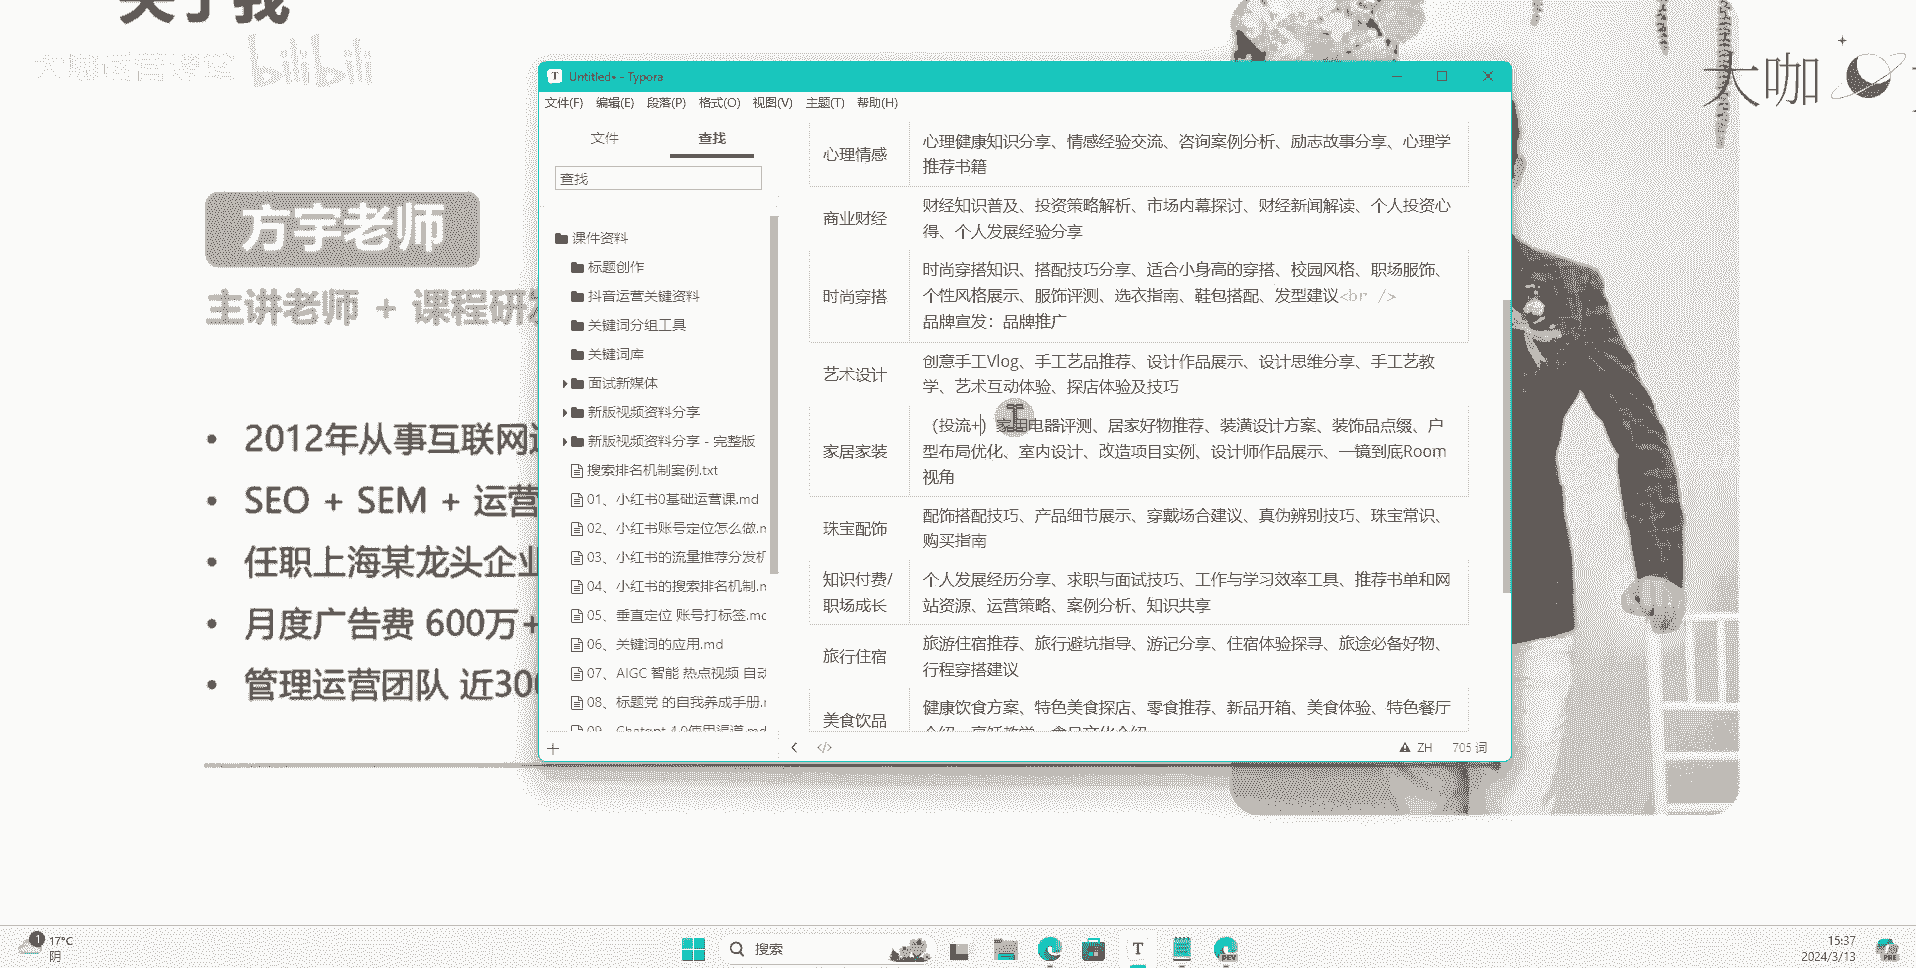 关于我
bilibili
大咖
方宇老师
主讲老师 + 课程研发
• 2012年从事互联网
• SEO + SEM + 运营
• 任职上海某龙头企业
• 月度广告费 600万+
• 管理运营团队 近300
Untitled• - Typora
文件(F) 编辑(E) 段落(P) 格式(O) 视图(V) 主题(T) 帮助(H)
文件 查找
查找
课件资料
标题创作
抖音运营关键资料
关键词分组工具
关键词库
面试新媒体
新版视频资料分享
新版视频资料分享 - 完整版
搜索排名机制案例.txt
01、小红书0基础运营课.md
02、小红书账号定位怎么做.m
03、小红书的流量推荐分发机
04、小红书的搜索排名机制.m
05、垂直定位 账号打标签.mc
06、关键词的应用.md
07、AIGC 智能 热点视频 自动
08、标题党 的自我养成手册.r
09、Chatgpt 4.0使用渠道.md
心理情感
心理健康知识分享、情感经验交流、咨询案例分析、励志故事分享、心理学
推荐书籍
商业财经
财经知识普及、投资策略解析、市场内幕探讨、财经新闻解读、个人投资心
得、个人发展经验分享
时尚穿搭
时尚穿搭知识、搭配技巧分享、适合小身高的穿搭、校园风格、职场服饰、
个性风格展示、服饰评测、选衣指南、鞋包搭配、发型建议<br />
品牌宣发：品牌推广
艺术设计
创意手工Vlog、手工艺品推荐、设计作品展示、设计思维分享、手工艺教
学、艺术互动体验、探店体验及技巧
家居家装
（投流+）家用电器评测、居家好物推荐、装潢设计方案、装饰品点缀、户
型布局优化、室内设计、改造项目实例、设计师作品展示、一镜到底Room
视角
珠宝配饰
配饰搭配技巧、产品细节展示、穿戴场合建议、真伪辨别技巧、珠宝常识、
购买指南
知识付费/
职场成长
个人发展经历分享、求职与面试技巧、工作与学习效率工具、推荐书单和网
站资源、运营策略、案例分析、知识共享
旅行住宿
旅游住宿推荐、旅行避坑指导、游记分享、住宿体验探寻、旅途必备好物、
行程穿搭建议
美食饮品
健康饮食方案、特色美食探店、零食推荐、新品开箱、美食体验、特色餐厅
介绍、烹饪教学、食品文化介绍
ZH 705 词
1
17°C
阴
搜索
T
DEV
15:37
2024/3/13
PRE